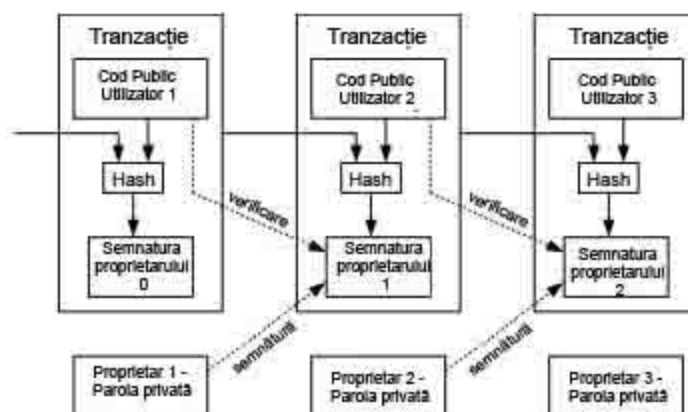 Tranzacție
Cod Public
Utilizator 1
Hash
Semnatura
proprietarului
0
verificare
Tranzacție
Cod Public
Utilizator 2
Hash
Semnatura
proprietarului
1
verificare
Tranzacție
Cod Public
Utilizator 3
Hash
Semnatura
proprietarului
2
semnătură
semnătură
Proprietar 1 -
Parola privată
Proprietar 2 -
Parola privată
Proprietar 3 -
Parola privată